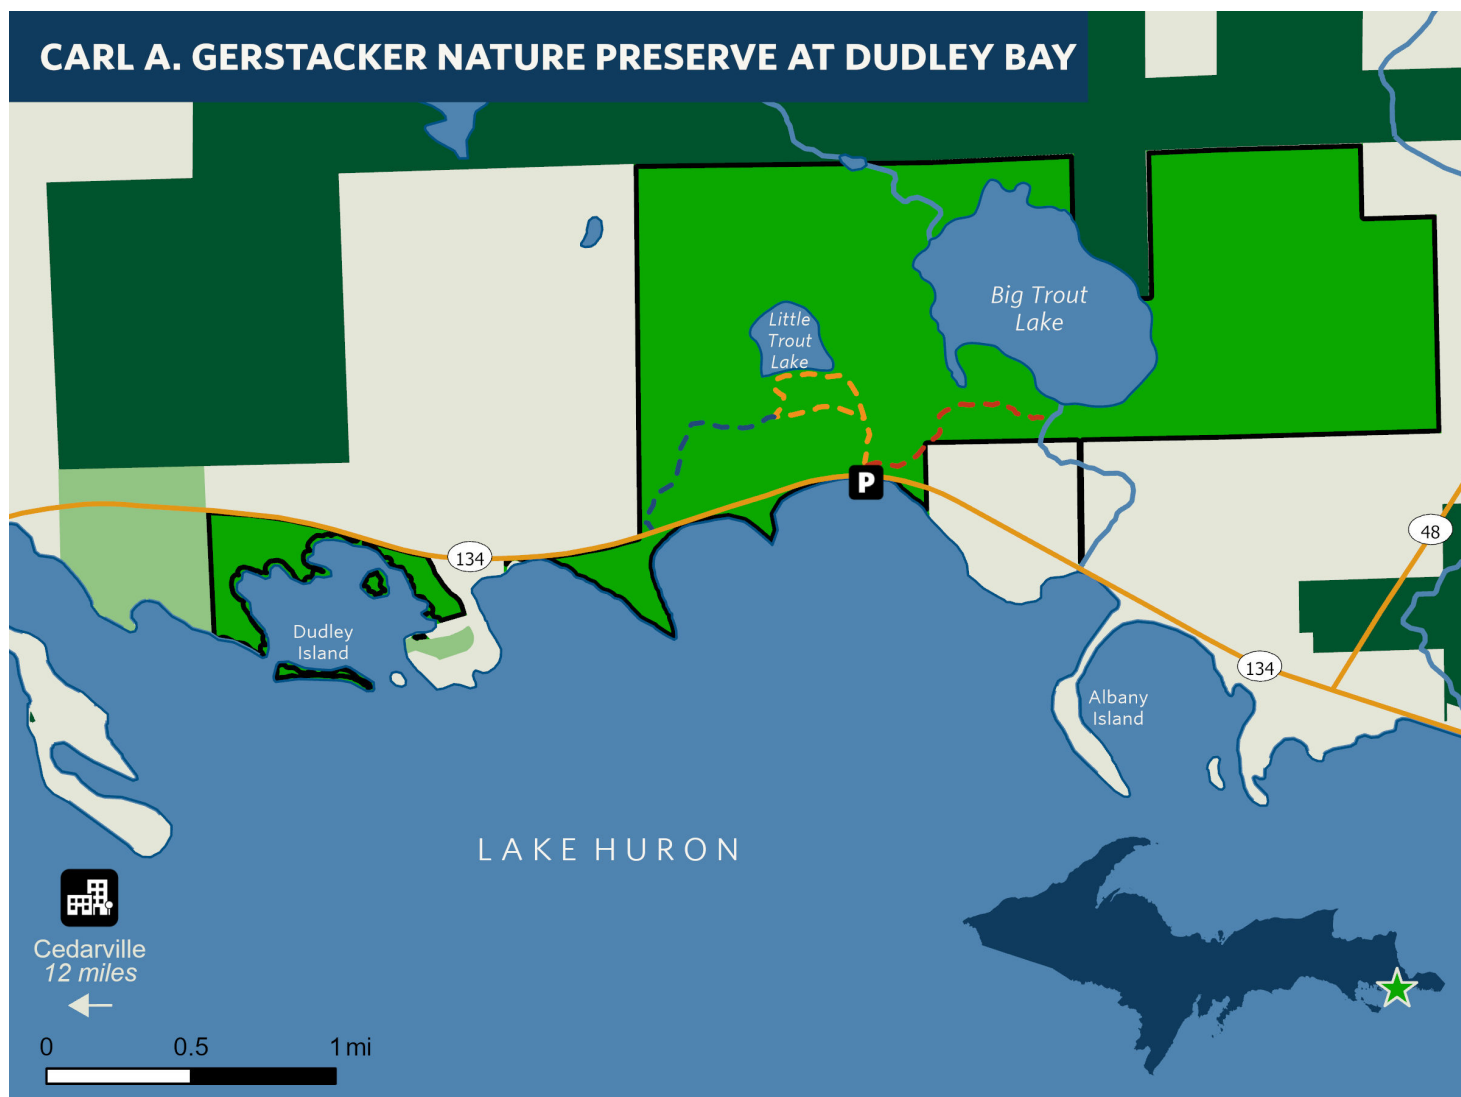 CARL A. GERSTACKER NATURE PRESERVE AT DUDLEY BAY
Big Trout
Lake
Little
Trout
Lake
P
48
134
Dudley
Island
134
Albany
Island
LAKE HURON
Cedarville
12 miles
0 0.5 1 mi